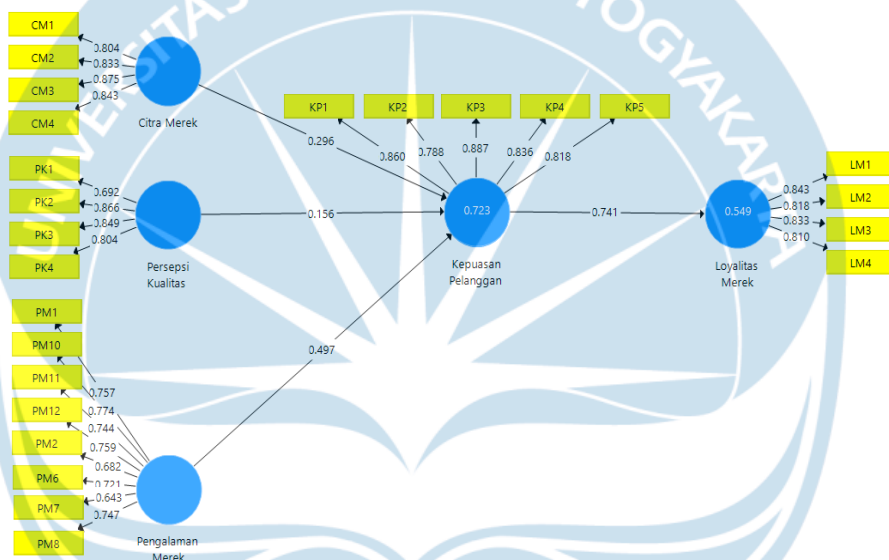 UNIVERSITAS
YOGYAKARTA
CM1
CM2
CM3
CM4
0.804
0.833
0.875
0.843
Citra Merek
PK1
PK2
PK3
PK4
0.692
0.866
0.849
0.804
Persepsi
Kualitas
PM1
PM10
PM11
PM12
PM2
PM6
PM7
PM8
0.757
0.774
0.744
0.759
0.682
0.721
0.643
0.747
Pengalaman
Merek
0.296
0.156
0.497
KP1
KP2
KP3
KP4
KP5
0.860
0.788
0.887
0.836
0.818
0.723
Kepuasan
Pelanggan
0.741
0.549
Loyalitas
Merek
0.843
0.818
0.833
0.810
LM1
LM2
LM3
LM4